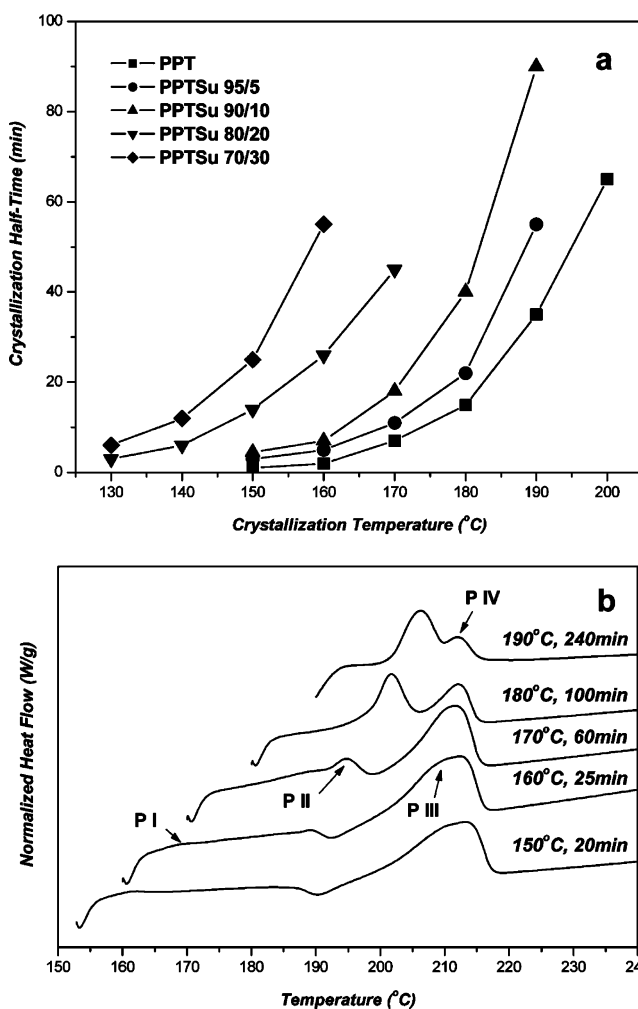 a
PPT
PPTSu 95/5
PPTSu 90/10
PPTSu 80/20
PPTSu 70/30
Crystallization Half-Time (min)
100
80
60
40
20
0
130 140 150 160 170 180 190 200
Crystallization Temperature (°C)
b
P IV
190°C, 240min
180°C, 100min
170°C, 60min
P II
P III
160°C, 25min
P I
150°C, 20min
Normalized Heat Flow (W/g)
150 160 170 180 190 200 210 220 230 240
Temperature (°C)